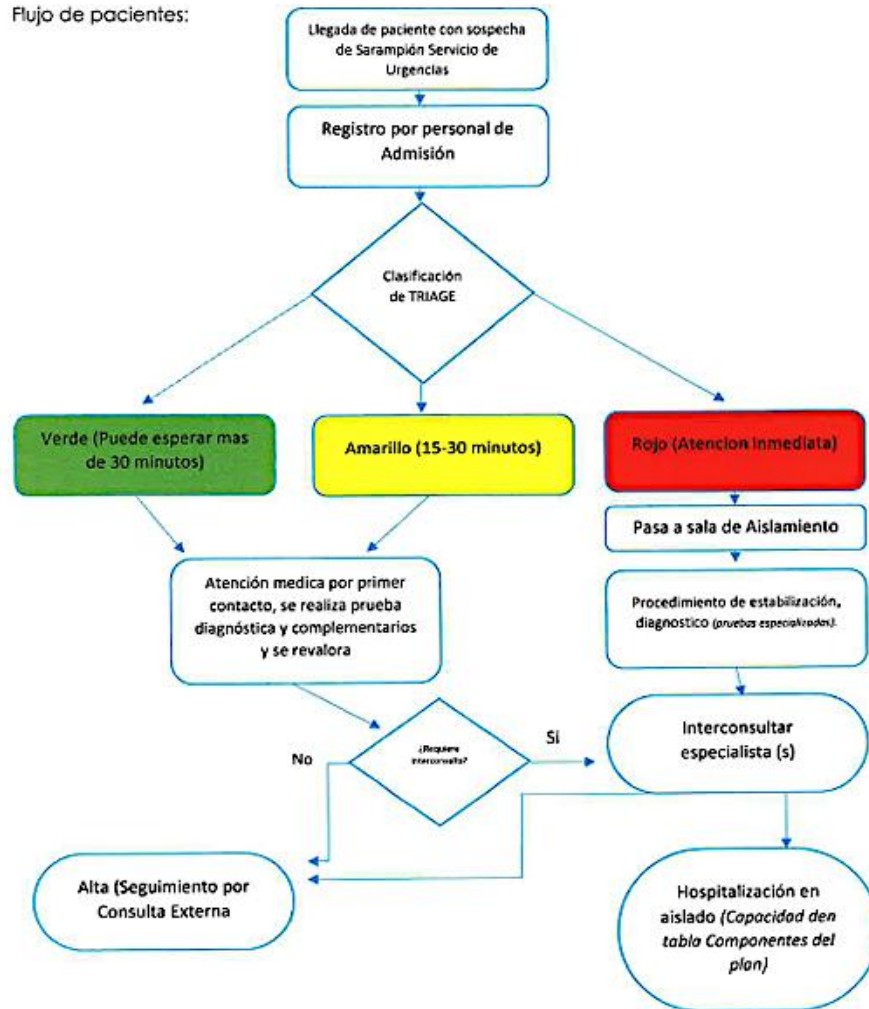 Flujo de pacientes:
Llegada de paciente con sospecha
de Sarampión Servicio de
Urgencias
Registro por personal de
Admisión
Clasificación
de TRIAGE
Verde (Puede esperar mas
de 30 minutos)
Amarillo (15-30 minutos)
Rojo (Atencion Inmediata)
Pasa a sala de Aislamiento
Atención medica por primer
contacto, se realiza prueba
diagnóstica y complementarios
y se revalora
Procedimiento de estabilización,
diagnostico (pruebas especializadas).
¿Requiere
interconsulta?
No
Si
Interconsultar
especialista (s)
Alta (Seguimiento por
Consulta Externa
Hospitalización en
aislado (Capacidad den
tabla Componentes del
plan)